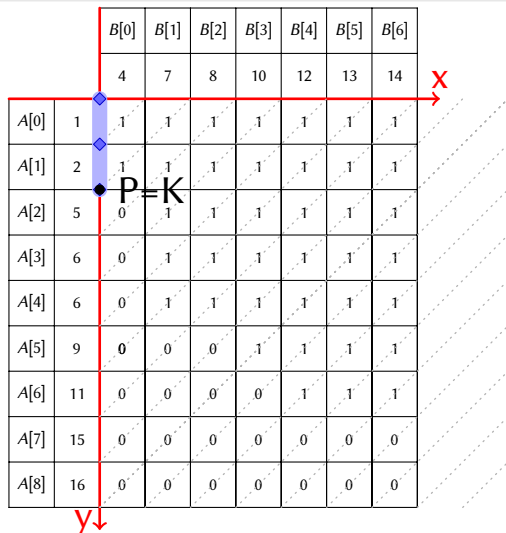 B[0] B[1] B[2] B[3] B[4] B[5] B[6]
4 7 8 10 12 13 14
x
A[0] 1 1 1 1 1 1 1 1
A[1] 2 1 1 1 1 1 1 1
P=K
A[2] 5 0 1 1 1 1 1 1
A[3] 6 0 1 1 1 1 1 1
A[4] 6 0 1 1 1 1 1 1
A[5] 9 0 0 0 1 1 1 1
A[6] 11 0 0 0 0 1 1 1
A[7] 15 0 0 0 0 0 0 0
A[8] 16 0 0 0 0 0 0 0
y